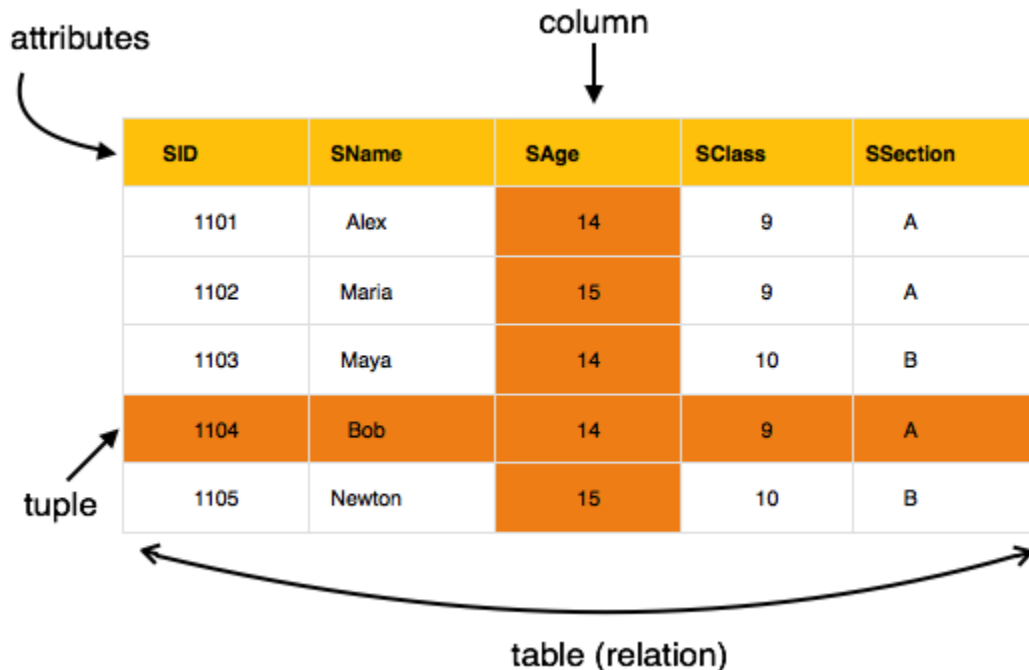 attributes
column
SID SName SAge SClass SSection
1101 Alex 14 9 A
1102 Maria 15 9 A
1103 Maya 14 10 B
1104 Bob 14 9 A
tuple
1105 Newton 15 10 B
table (relation)